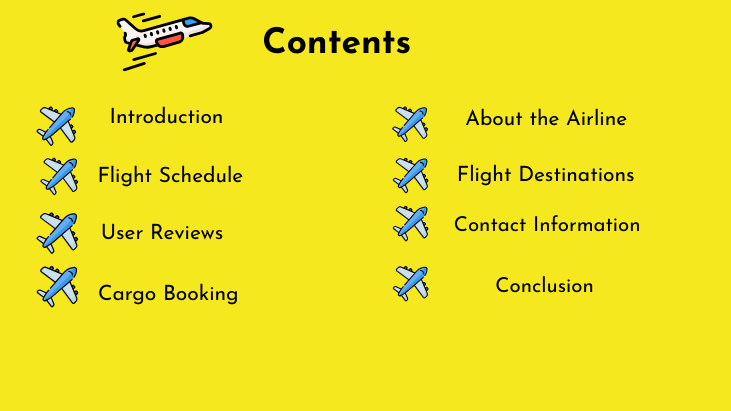 Contents
Introduction
Flight Schedule
User Reviews
Cargo Booking
About the Airline
Flight Destinations
Contact Information
Conclusion